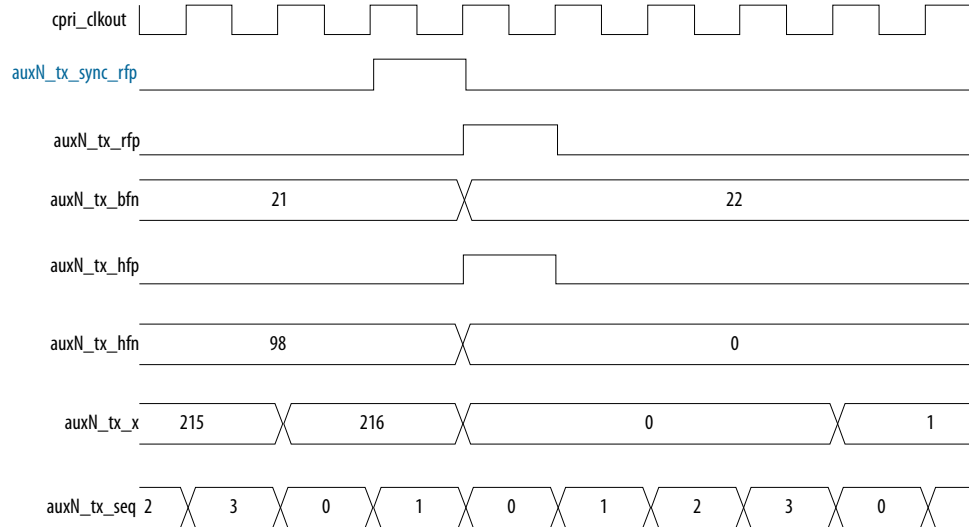 cpri_clkout
auxN_tx_sync_rfp
auxN_tx_rfp
auxN_tx_bfn 21 22
auxN_tx_hfp
auxN_tx_hfn 98 0
auxN_tx_x 215 216 0 1
auxN_tx_seq 2 3 0 1 0 1 2 3 0